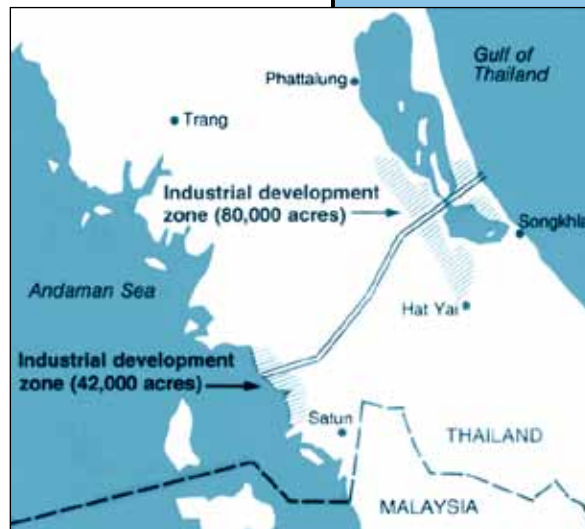 Gulf of
Thailand
Phattalung
Trang
Industrial development
zone (80,000 acres)
Songkhla
Andaman Sea
Hat Yai
Industrial development
zone (42,000 acres)
Satun
THAILAND
MALAYSIA